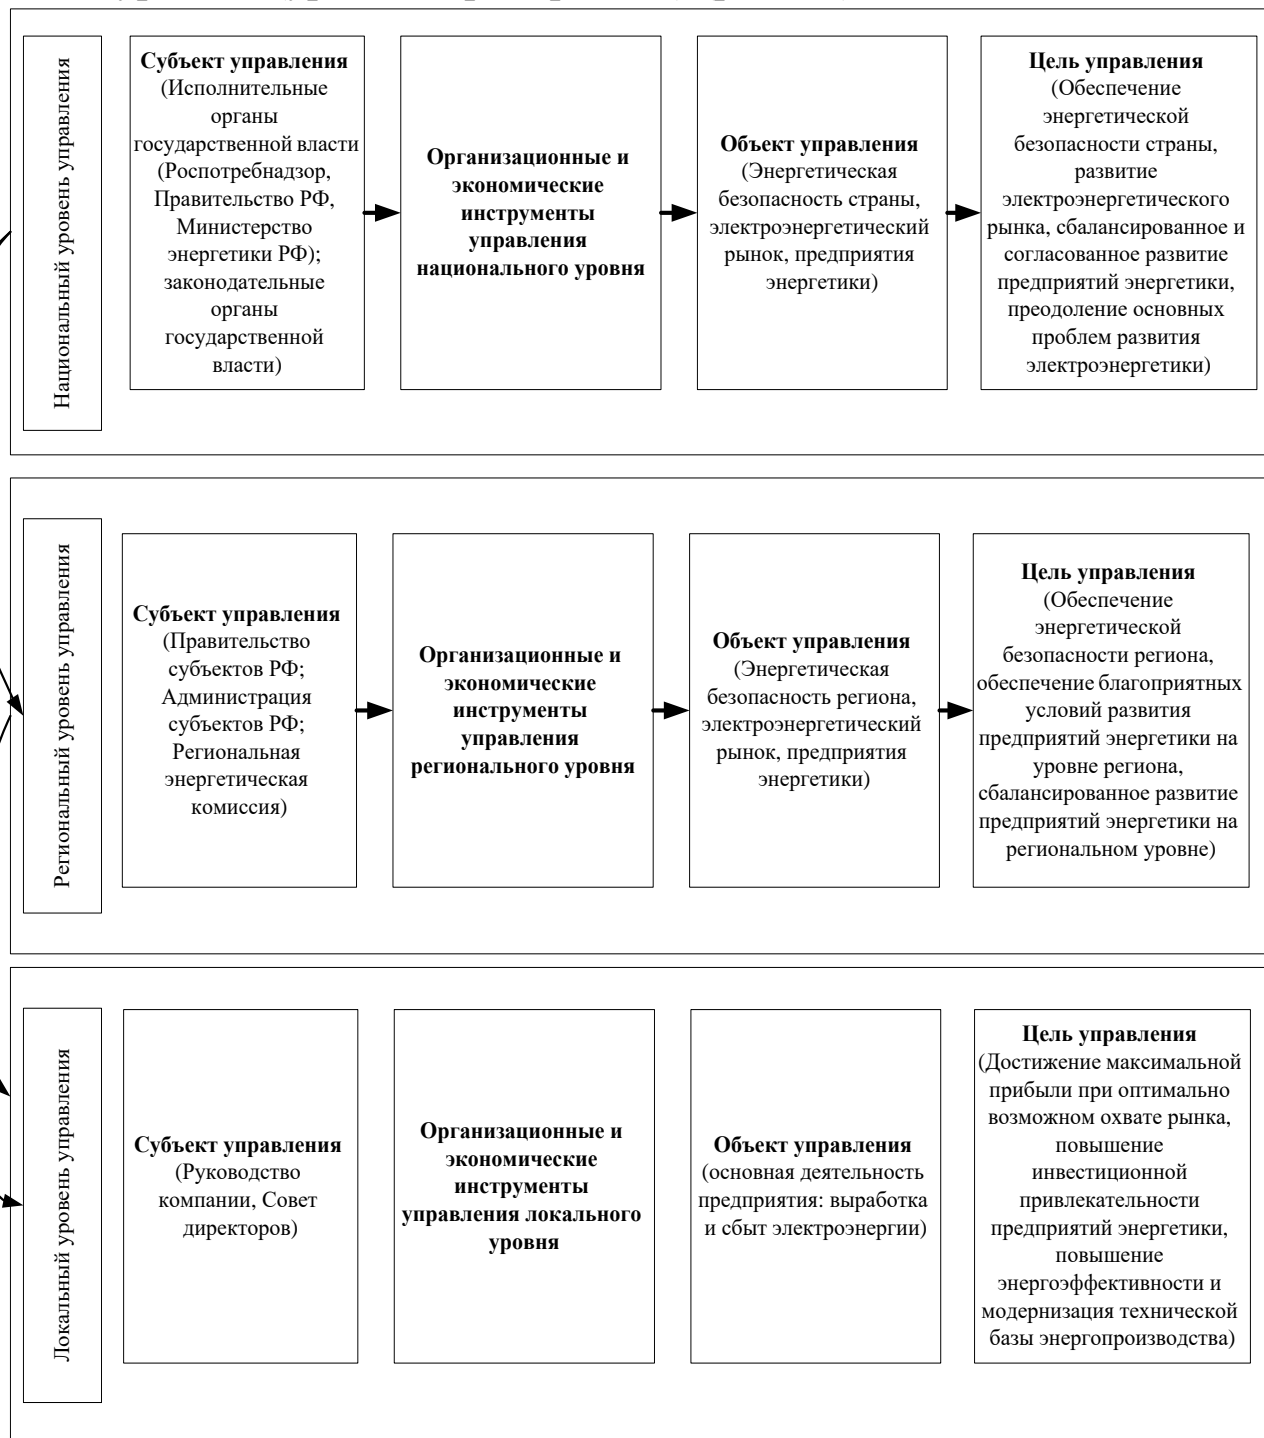 Национальный уровень управления
Субъект управления
(Исполнительные
органы
государственной власти
(Роспотребнадзор,
Правительство РФ,
Министерство
энергетики РФ);
законодательные
органы
государственной
власти)
Организационные и
экономические
инструменты
управления
национального уровня
Объект управления
(Энергетическая
безопасность страны,
электроэнергетический
рынок, предприятия
энергетики)
Цель управления
(Обеспечение
энергетической
безопасности страны,
развитие
электроэнергетического
рынка, сбалансированное и
согласованное развитие
предприятий энергетики,
преодоление основных
проблем развития
электроэнергетики)
Региональный уровень управления
Субъект управления
(Правительство
субъектов РФ;
Администрация
субъектов РФ;
Региональная
энергетическая
комиссия)
Организационные и
экономические
инструменты
управления
регионального уровня
Объект управления
(Энергетическая
безопасность региона,
электроэнергетический
рынок, предприятия
энергетики)
Цель управления
(Обеспечение
энергетической
безопасности региона,
обеспечение благоприятных
условий развития
предприятий энергетики на
уровне региона,
сбалансированное развитие
предприятий энергетики на
региональном уровне)
Локальный уровень управления
Субъект управления
(Руководство
компании, Совет
директоров)
Организационные и
экономические
инструменты
управления локального
уровня
Объект управления
(основная деятельность
предприятия: выработка
и сбыт электроэнергии)
Цель управления
(Достижение максимальной
прибыли при оптимально
возможном охвате рынка,
повышение
инвестиционной
привлекательности
предприятий энергетики,
повышение
энергоэффективности и
модернизация технической
базы энергопроизводства)